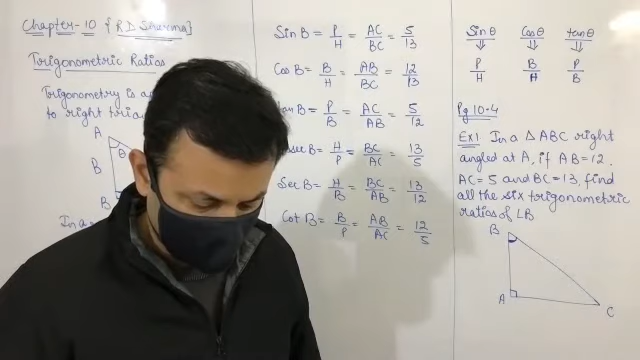 Chapter-10 {RD Sharma}
Trigonometric Ratios
Trigonometry is
to right
A
θ
B
B
In a
Sin B = P/H = AC/BC = 5/13
Cos B = B/H = AB/BC = 12/13
tan B = P/B = AC/AB = 5/12
sec B = H/P = BC/AC = 13/5
Sec B = H/B = BC/AB = 13/12
Cot B = B/P = AB/AC = 12/5
Sinθ Cosθ tanθ
⇓ ⇓ ⇓
P/H B/H P/B
Pg 10.4
Ex1 In a Δ ABC right
angled at A, if AB = 12,
AC = 5 and BC = 13, find
all the six trigonometric
ratios of ∠B
B
A
C